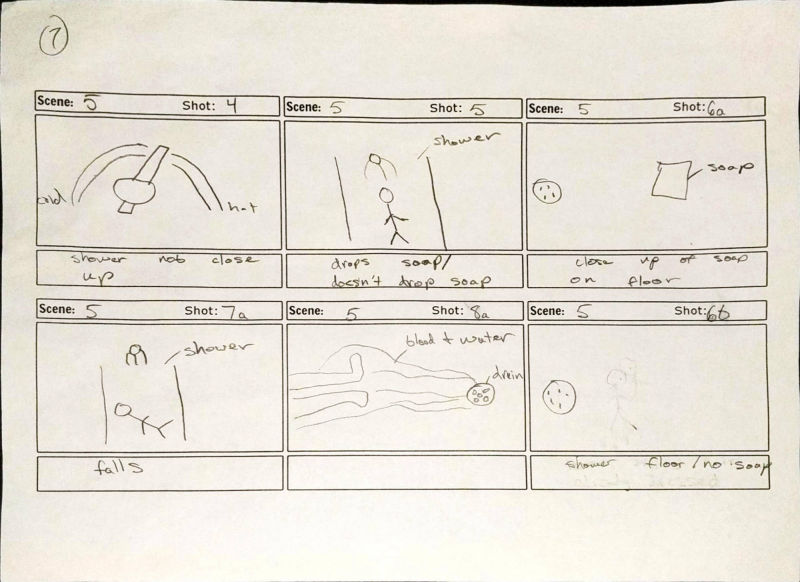 7
Scene: 5 Shot: 4
cold
hot
shower not close
up
Scene: 5 Shot: 5
shower
drops soap/
doesn't drop soap
Scene: 5 Shot: 6a
soap
close up of soap
on floor
Scene: 5 Shot: 7a
shower
falls
Scene: 5 Shot: 8a
blood + water
drain
Scene: 5 Shot: 6b
shower floor/no soap